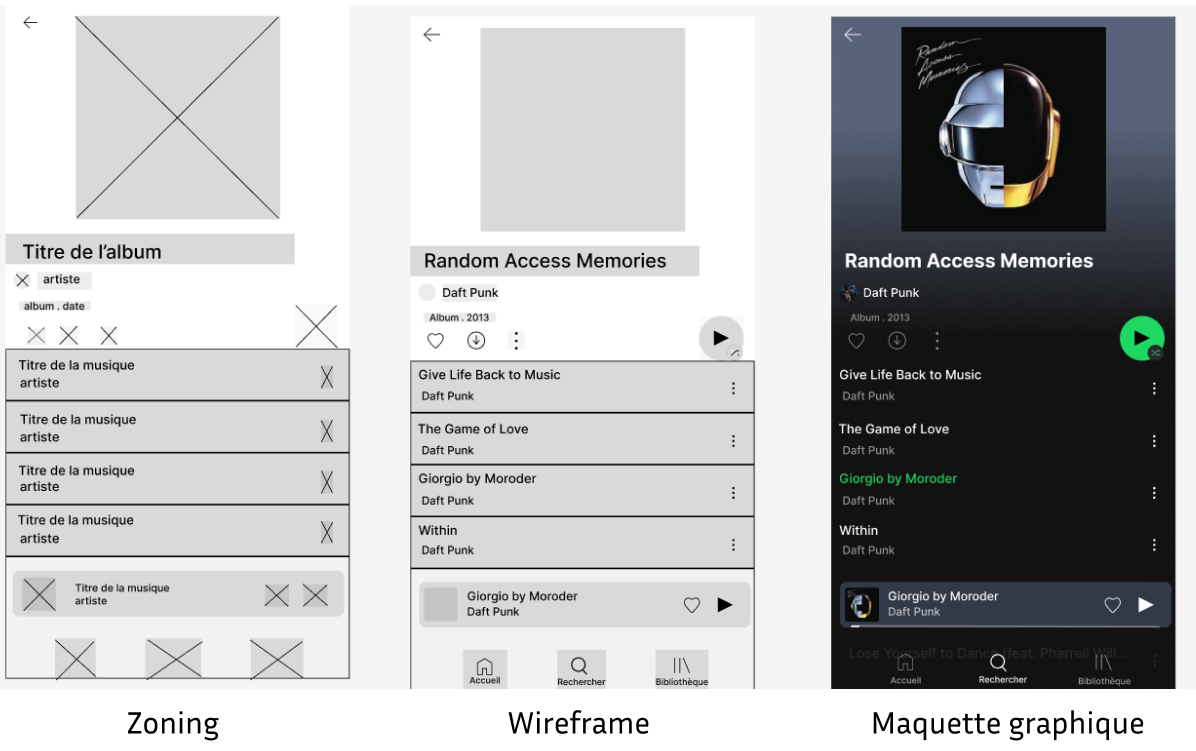 Titre de l’album
artiste
album . date
Titre de la musique
artiste
Titre de la musique
artiste
Titre de la musique
artiste
Titre de la musique
artiste
Titre de la musique
artiste
Zoning
Random Access Memories
Daft Punk
Album . 2013
Give Life Back to Music
Daft Punk
The Game of Love
Daft Punk
Giorgio by Moroder
Daft Punk
Within
Daft Punk
Giorgio by Moroder
Daft Punk
Accueil
Rechercher
Bibliothèque
Wireframe
Random
Access
Memories
Random Access Memories
Daft Punk
Album . 2013
Give Life Back to Music
Daft Punk
The Game of Love
Daft Punk
Giorgio by Moroder
Daft Punk
Within
Daft Punk
Giorgio by Moroder
Daft Punk
Lose Yourself to Dance (feat. Pharrell Will...
Accueil
Rechercher
Bibliothèque
Maquette graphique